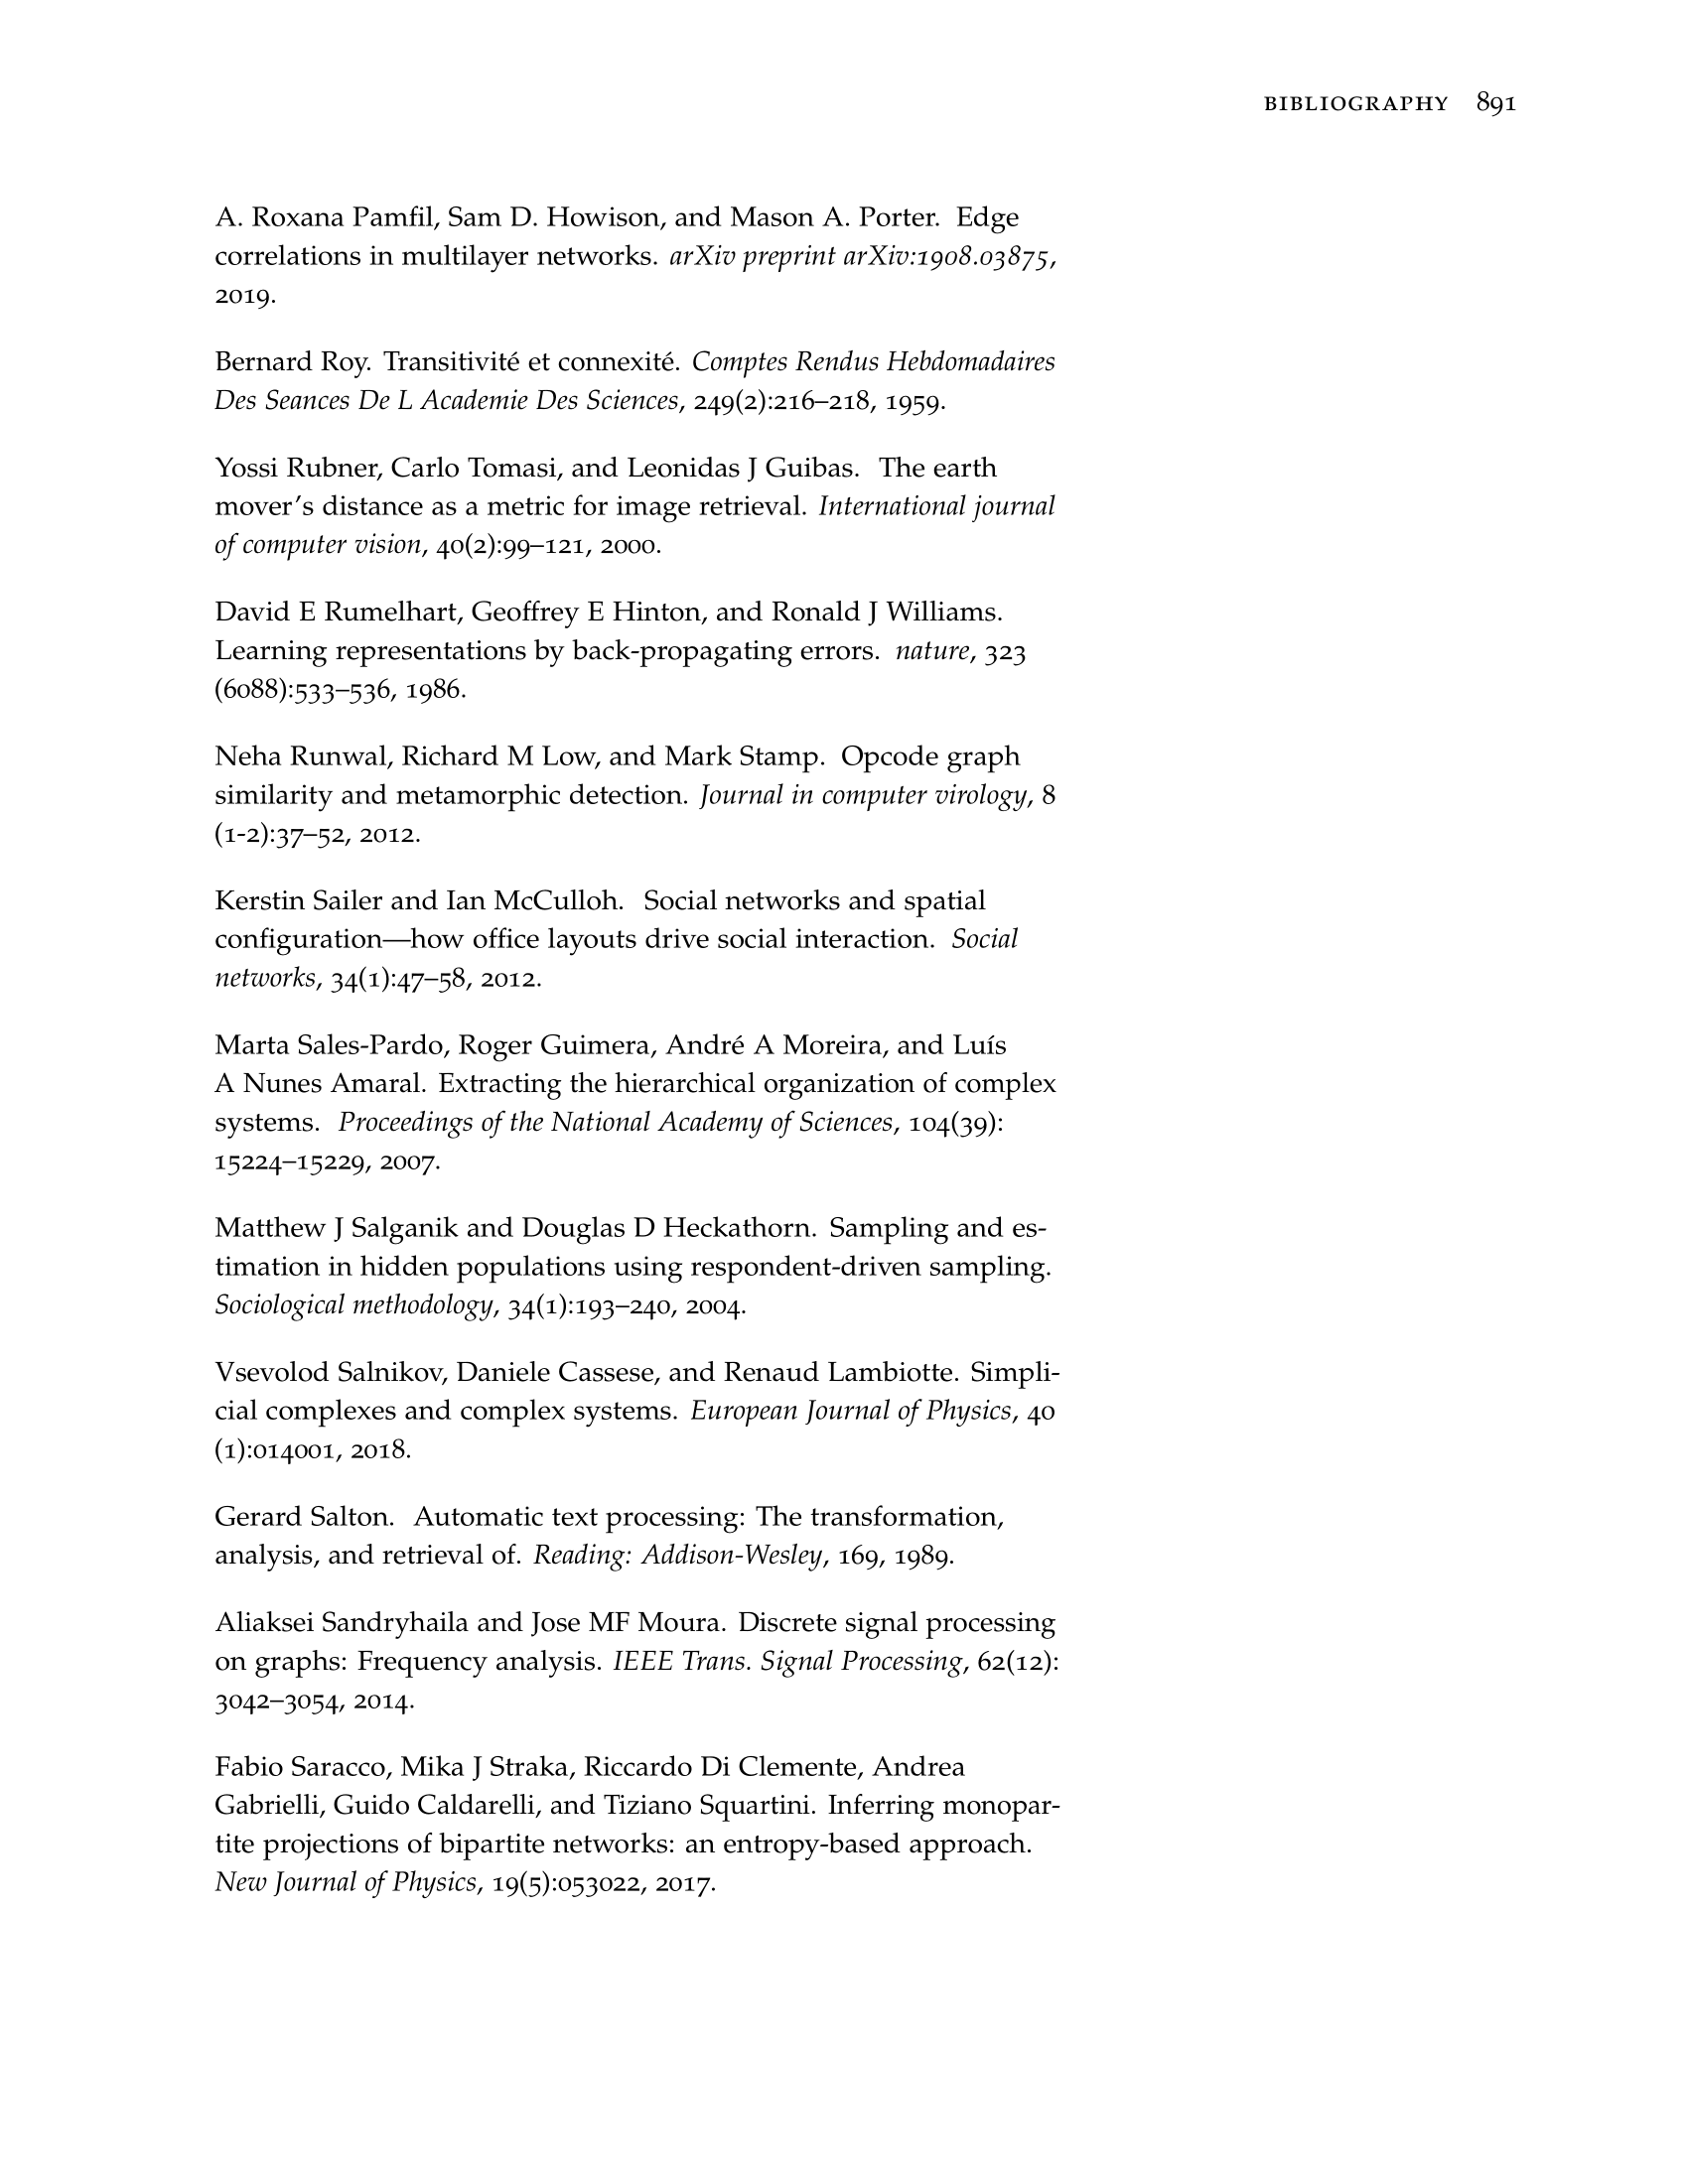 BIBLIOGRAPHY 891
A. Roxana Pamfil, Sam D. Howison, and Mason A. Porter. Edge
correlations in multilayer networks. arXiv preprint arXiv:1908.03875,
2019.
Bernard Roy. Transitivité et connexité. Comptes Rendus Hebdomadaires
Des Seances De L Academie Des Sciences, 249(2):216–218, 1959.
Yossi Rubner, Carlo Tomasi, and Leonidas J Guibas. The earth
mover's distance as a metric for image retrieval. International journal
of computer vision, 40(2):99–121, 2000.
David E Rumelhart, Geoffrey E Hinton, and Ronald J Williams.
Learning representations by back-propagating errors. nature, 323
(6088):533–536, 1986.
Neha Runwal, Richard M Low, and Mark Stamp. Opcode graph
similarity and metamorphic detection. Journal in computer virology, 8
(1-2):37–52, 2012.
Kerstin Sailer and Ian McCulloh. Social networks and spatial
configuration—how office layouts drive social interaction. Social
networks, 34(1):47–58, 2012.
Marta Sales-Pardo, Roger Guimera, André A Moreira, and Luís
A Nunes Amaral. Extracting the hierarchical organization of complex
systems. Proceedings of the National Academy of Sciences, 104(39):
15224–15229, 2007.
Matthew J Salganik and Douglas D Heckathorn. Sampling and es-
timation in hidden populations using respondent-driven sampling.
Sociological methodology, 34(1):193–240, 2004.
Vsevolod Salnikov, Daniele Cassese, and Renaud Lambiotte. Simpli-
cial complexes and complex systems. European Journal of Physics, 40
(1):014001, 2018.
Gerard Salton. Automatic text processing: The transformation,
analysis, and retrieval of. Reading: Addison-Wesley, 169, 1989.
Aliaksei Sandryhaila and Jose MF Moura. Discrete signal processing
on graphs: Frequency analysis. IEEE Trans. Signal Processing, 62(12):
3042–3054, 2014.
Fabio Saracco, Mika J Straka, Riccardo Di Clemente, Andrea
Gabrielli, Guido Caldarelli, and Tiziano Squartini. Inferring monopar-
tite projections of bipartite networks: an entropy-based approach.
New Journal of Physics, 19(5):053022, 2017.